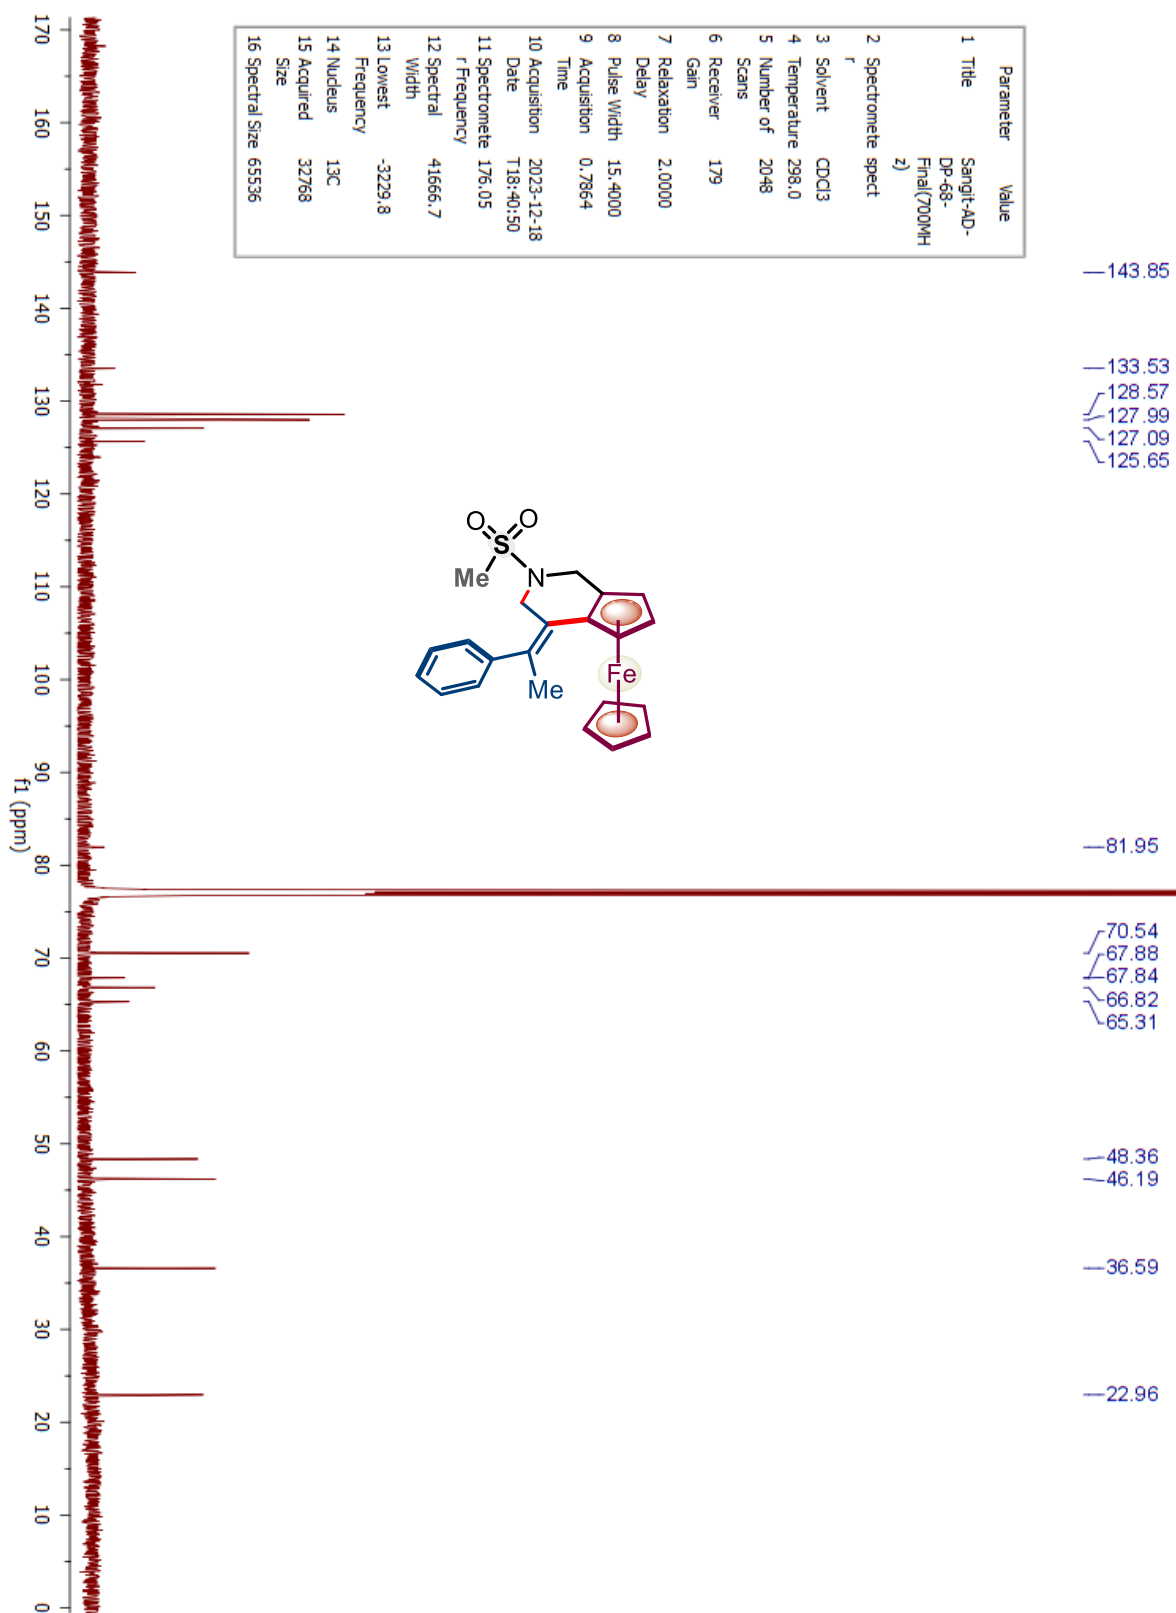 Parameter Value
1 Title Sangit-AD-
DP-68-
Final(700MH
z)
2 Spectromete spect
r
3 Solvent CDCl3
4 Temperature 298.0
5 Number of 2048
Scans
6 Receiver 179
Gain
7 Relaxation 2.0000
Delay
8 Pulse Width 15.4000
9 Acquisition 0.7864
Time
10 Acquisition 2023-12-18
Date T18:40:50
11 Spectromete 176.05
r Frequency
12 Spectral 41666.7
Width
13 Lowest -3229.8
Frequency
14 Nucleus 13C
15 Acquired 32768
Size
16 Spectral Size 65536
143.85
133.53
128.57
127.99
127.09
125.65
81.95
70.54
67.88
67.84
66.82
65.31
48.36
46.19
36.59
22.96
O O
S
Me N
Me
Fe
170 160 150 140 130 120 110 100 90 80 70 60 50 40 30 20 10 0
f1 (ppm)